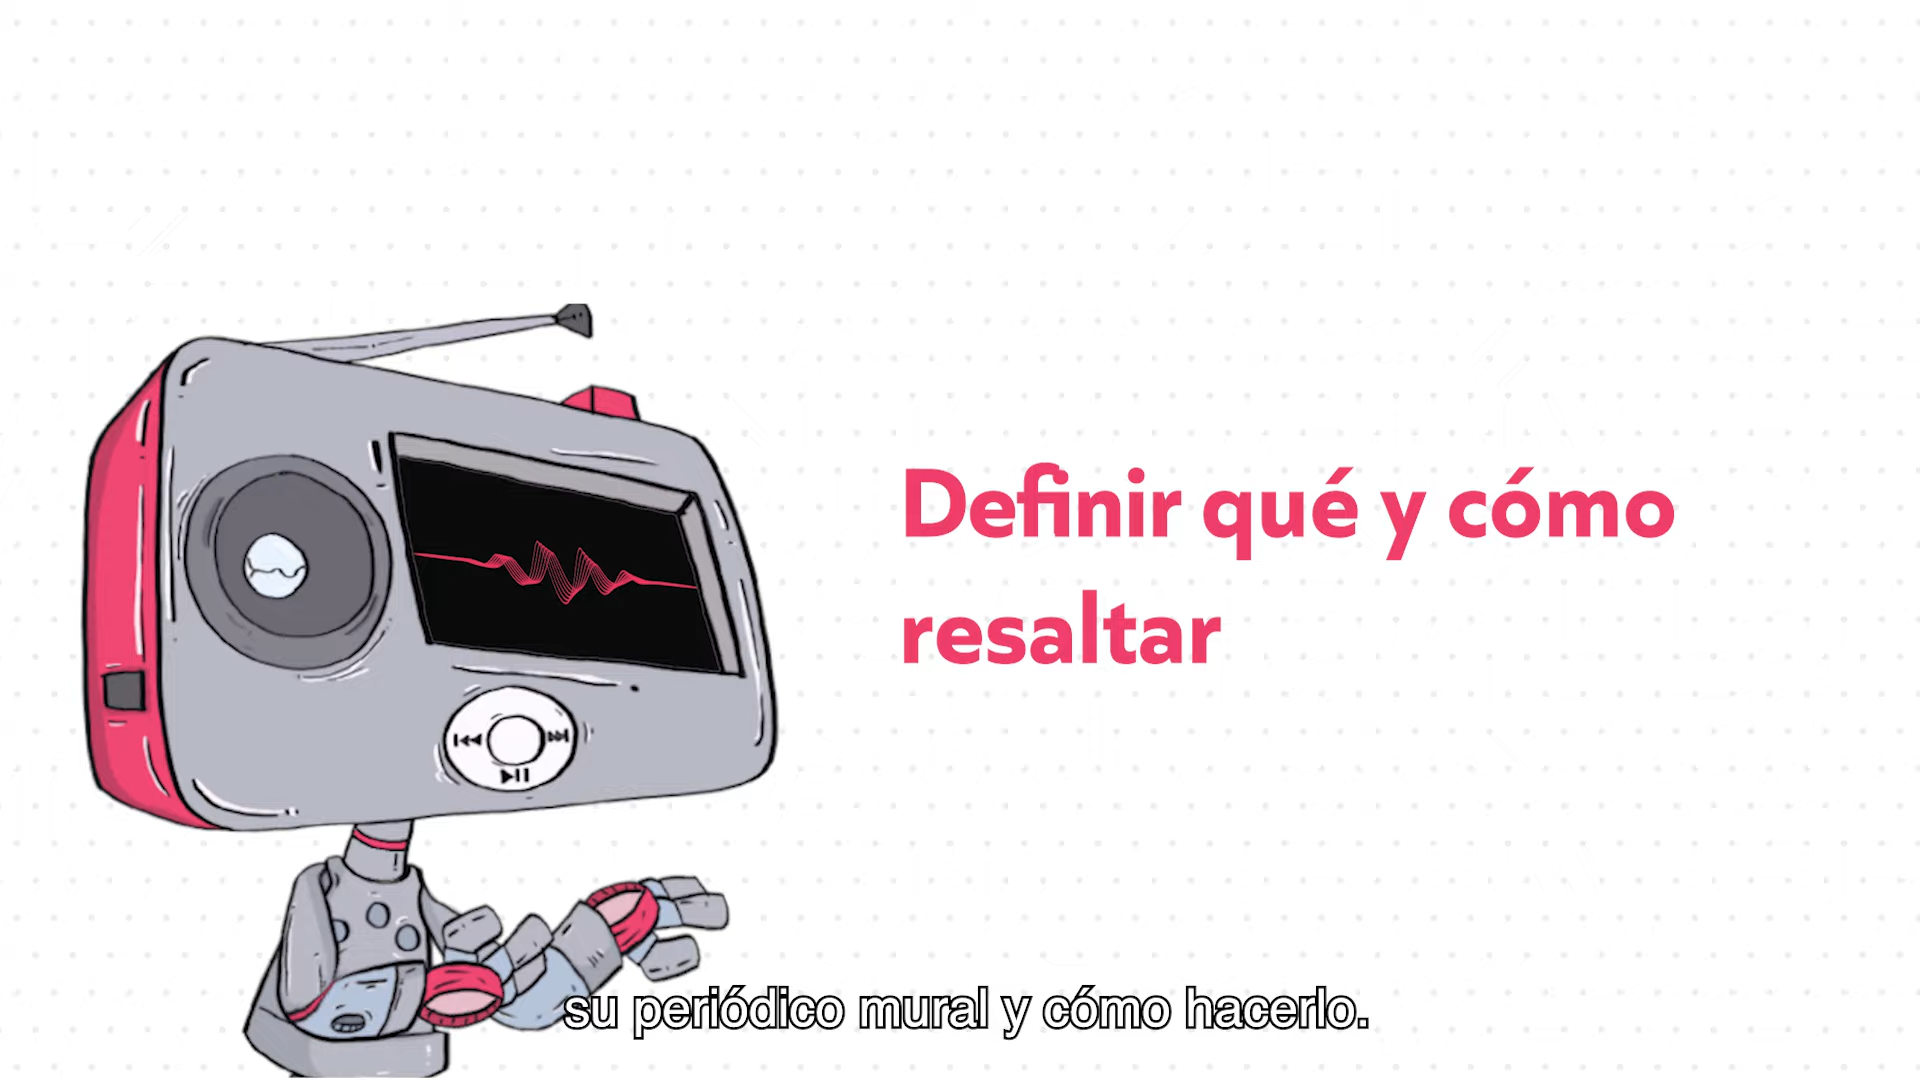 Definir qué y cómo
resaltar
su periódico mural y cómo hacerlo.